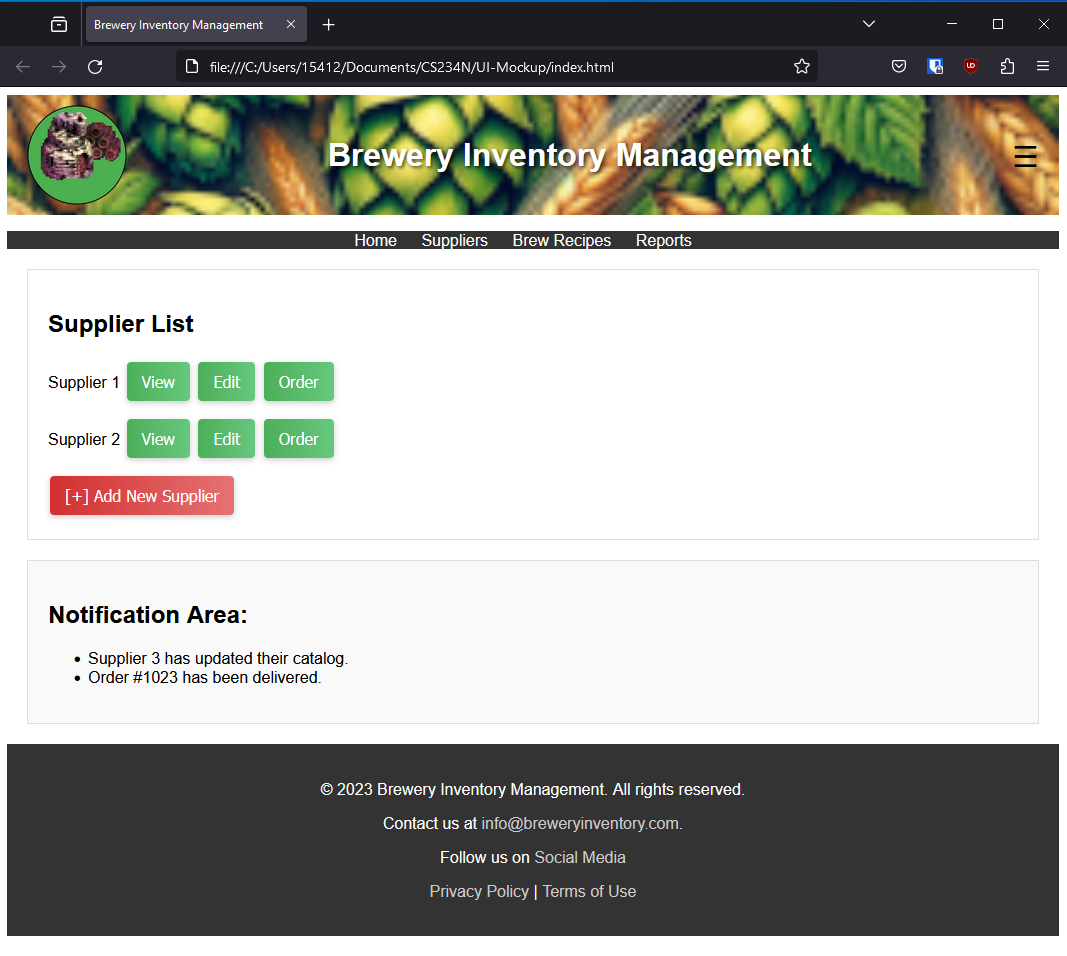 Brewery Inventory Management
file:///C:/Users/15412/Documents/CS234N/UI-Mockup/index.html
Brewery Inventory Management
Home Suppliers Brew Recipes Reports
Supplier List
Supplier 1 View Edit Order
Supplier 2 View Edit Order
[+] Add New Supplier
Notification Area:
• Supplier 3 has updated their catalog.
• Order #1023 has been delivered.
© 2023 Brewery Inventory Management. All rights reserved.
Contact us at info@breweryinventory.com.
Follow us on Social Media
Privacy Policy | Terms of Use